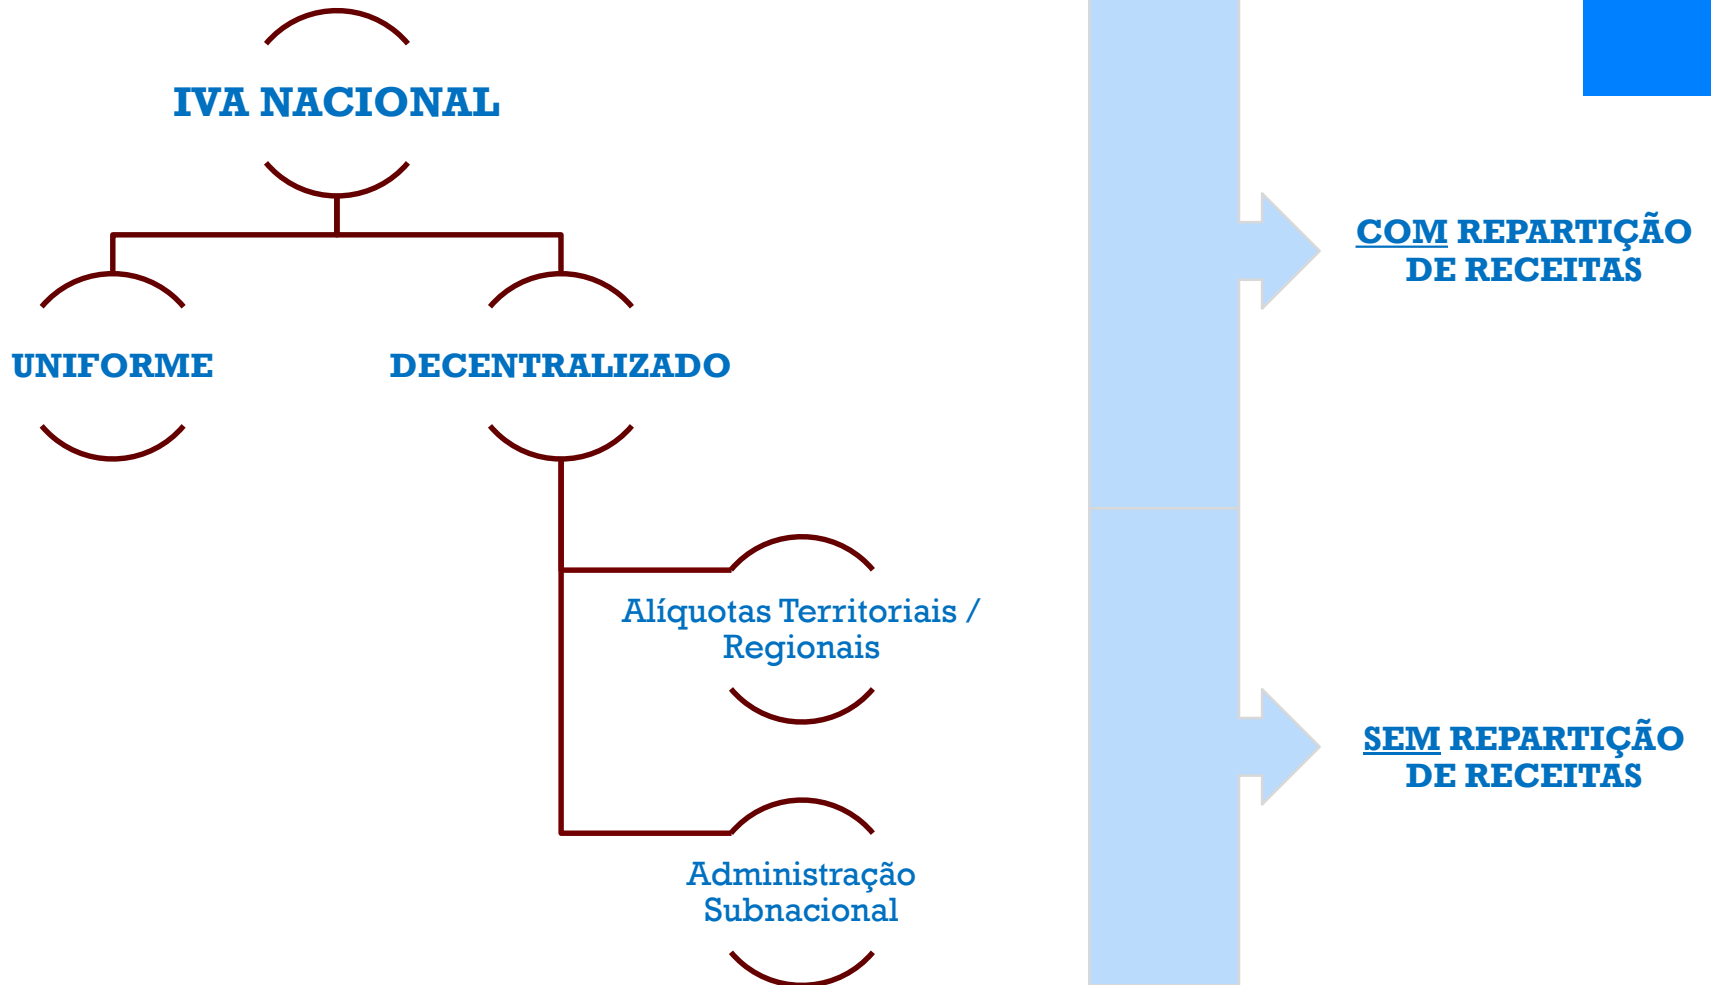 IVA NACIONAL
UNIFORME
DECENTRALIZADO
Alíquotas Territoriais /
Regionais
Administração
Subnacional
COM REPARTIÇÃO
DE RECEITAS
SEM REPARTIÇÃO
DE RECEITAS